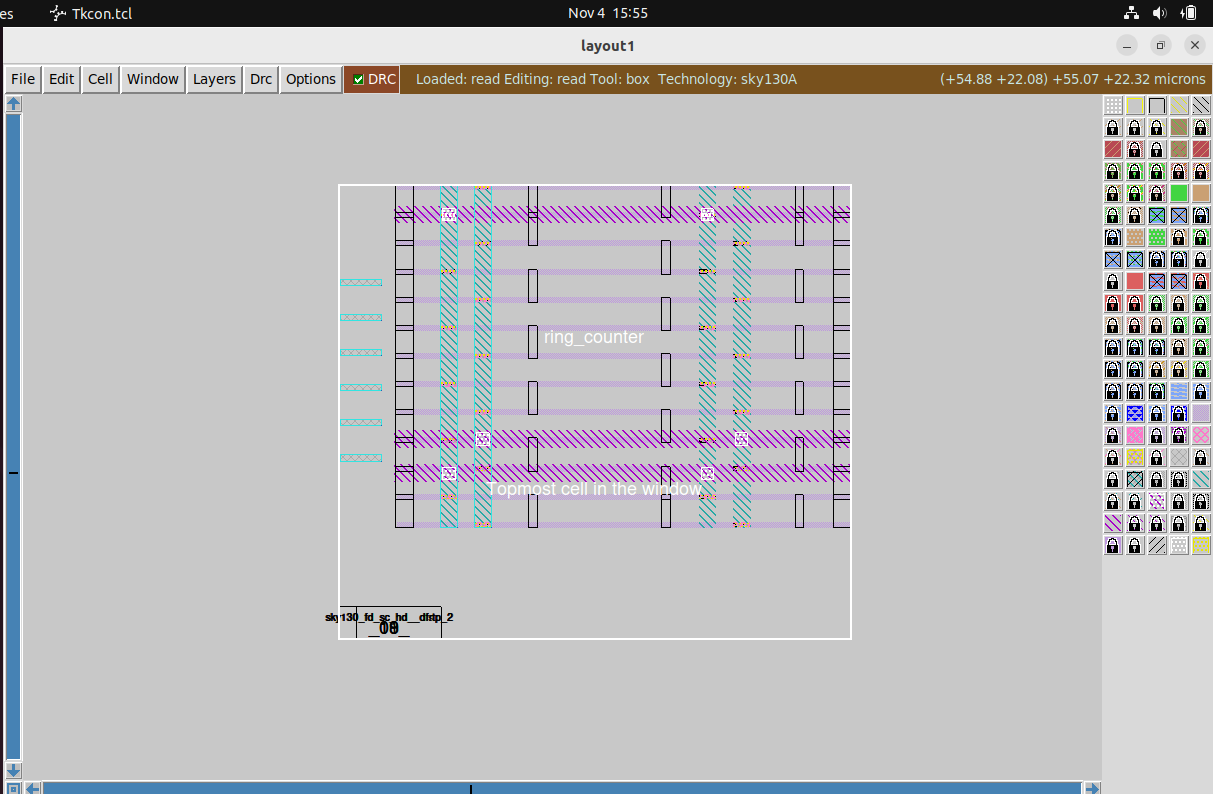 es Tkcon.tcl Nov 4 15:55
layout1
File Edit Cell Window Layers Drc Options DRC Loaded: read Editing: read Tool: box Technology: sky130A (+54.88 +22.08) +55.07 +22.32 microns
ring_counter
Topmost cell in the window